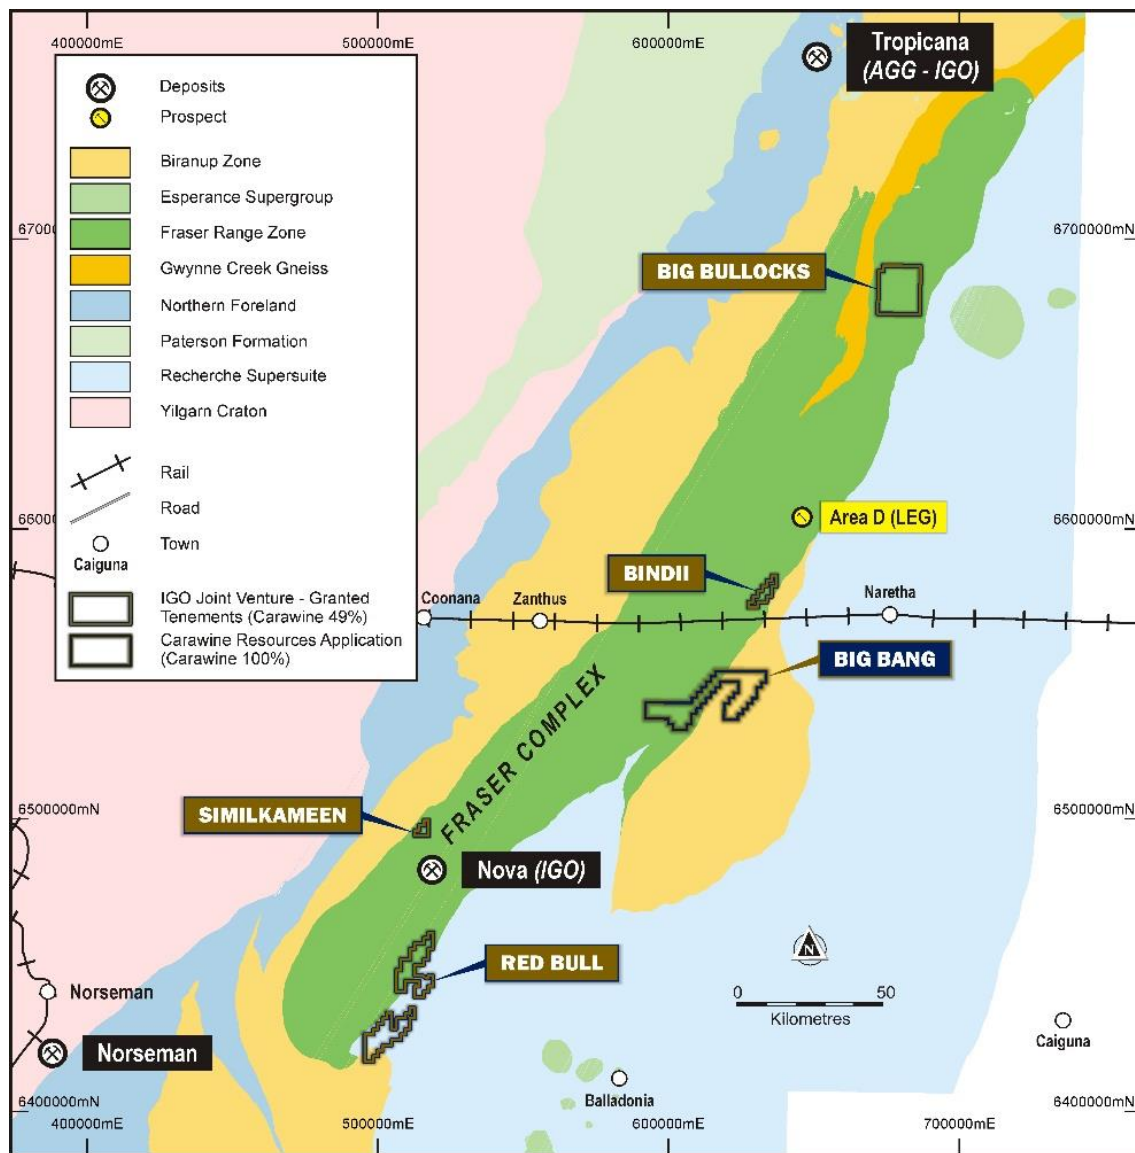 400000mE
500000mE
600000mE
Tropicana
(AGG - IGO)
Deposits
Prospect
Biranup Zone
Esperance Supergroup
Fraser Range Zone
Gwynne Creek Gneiss
Northern Foreland
Paterson Formation
Recherche Supersuite
Yilgarn Craton
Rail
Road
Town
Caiguna
IGO Joint Venture - Granted
Tenements (Carawine 49%)
Carawine Resources Application
(Carawine 100%)
6700000mN
BIG BULLOCKS
6600000mN
Area D (LEG)
BINDII
Coonana
Zanthus
Naretha
BIG BANG
FRASER COMPLEX
6500000mN
6500000mN
SIMILKAMEEN
Nova (IGO)
RED BULL
N
0
50
Kilometres
Norseman
Norseman
Caiguna
Balladonia
6400000mN
6400000mN
400000mE
500000mE
600000mE
700000mE